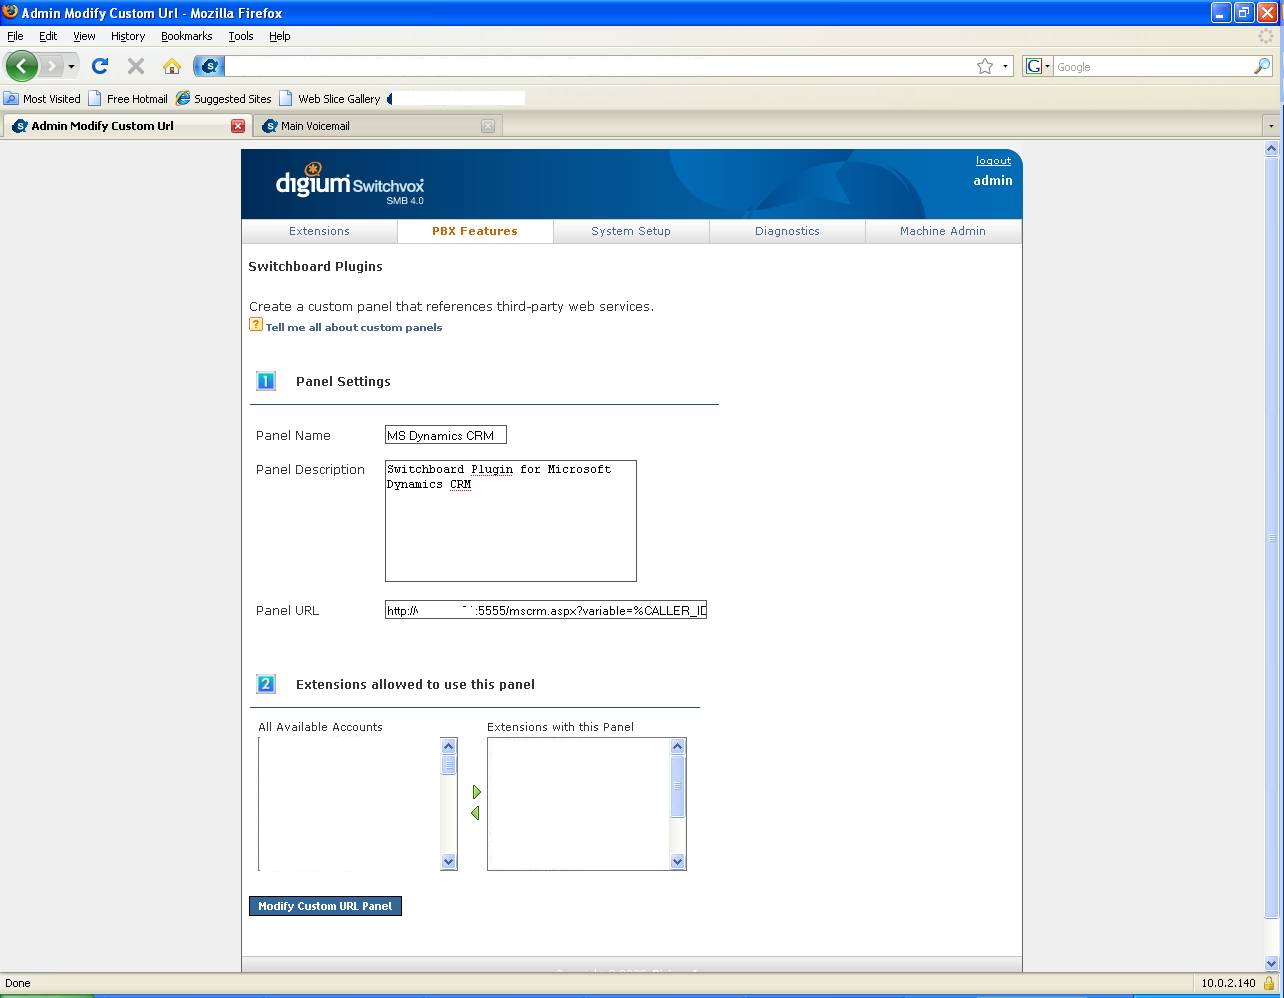 Admin Modify Custom Url - Mozilla Firefox
File Edit View History Bookmarks Tools Help
Google
Most Visited Free Hotmail Suggested Sites Web Slice Gallery
Admin Modify Custom Url Main Voicemail
logout
admin
digium Switchvox
SMB 4.0
Extensions PBX Features System Setup Diagnostics Machine Admin
Switchboard Plugins
Create a custom panel that references third-party web services.
? Tell me all about custom panels
1 Panel Settings
Panel Name MS Dynamics CRM
Panel Description Switchboard Plugin for Microsoft
Dynamics CRM
Panel URL http:// :5555/mscrm.aspx?variable=%CALLER_ID
2 Extensions allowed to use this panel
All Available Accounts Extensions with this Panel
Modify Custom URL Panel
Done 10.0.2.140